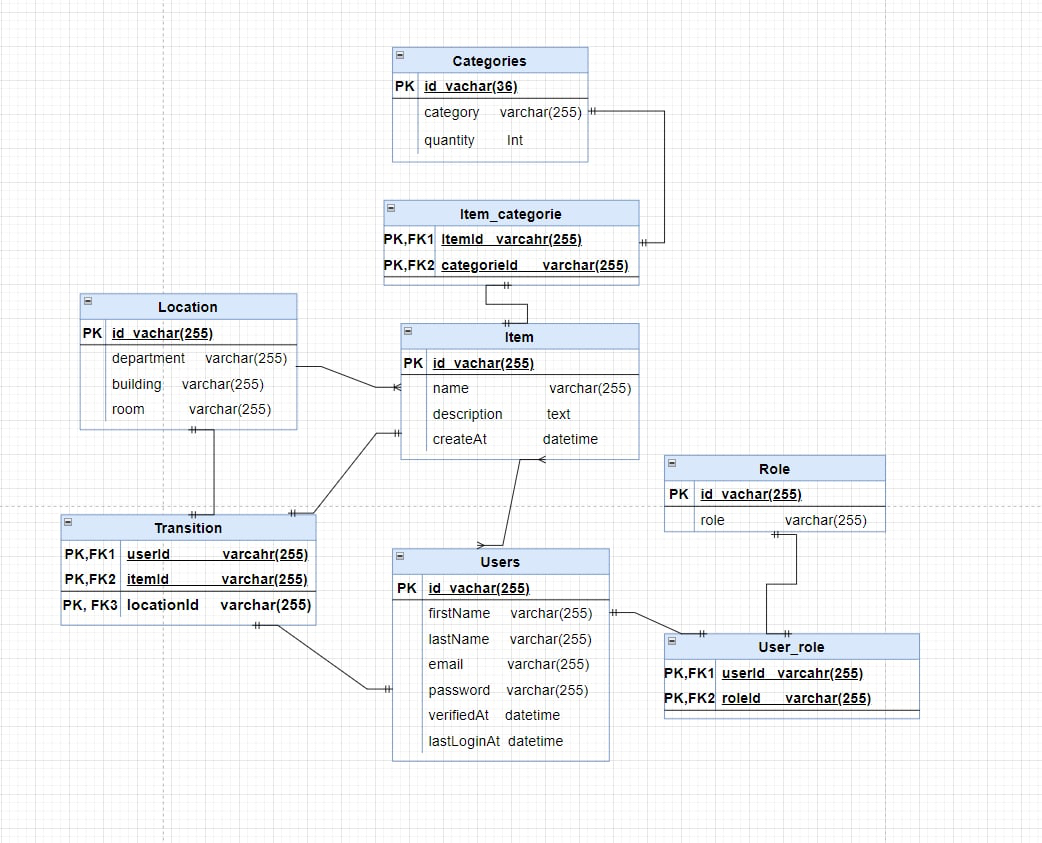 Categories
PK id vachar(36)
category varchar(255)
quantity Int
Item_categorie
PK,FK1 ItemId varcahr(255)
PK,FK2 categorieId varchar(255)
Location
PK id vachar(255)
department varchar(255)
building varchar(255)
room varchar(255)
Item
PK id vachar(255)
name varchar(255)
description text
createAt datetime
Role
PK id vachar(255)
role varchar(255)
Transition
PK,FK1 userId varcahr(255)
PK,FK2 itemId varchar(255)
PK, FK3 locationId varchar(255)
Users
PK id vachar(255)
firstName varchar(255)
lastName varchar(255)
email varchar(255)
password varchar(255)
verifiedAt datetime
lastLoginAt datetime
User_role
PK,FK1 userId varcahr(255)
PK,FK2 roleId varchar(255)